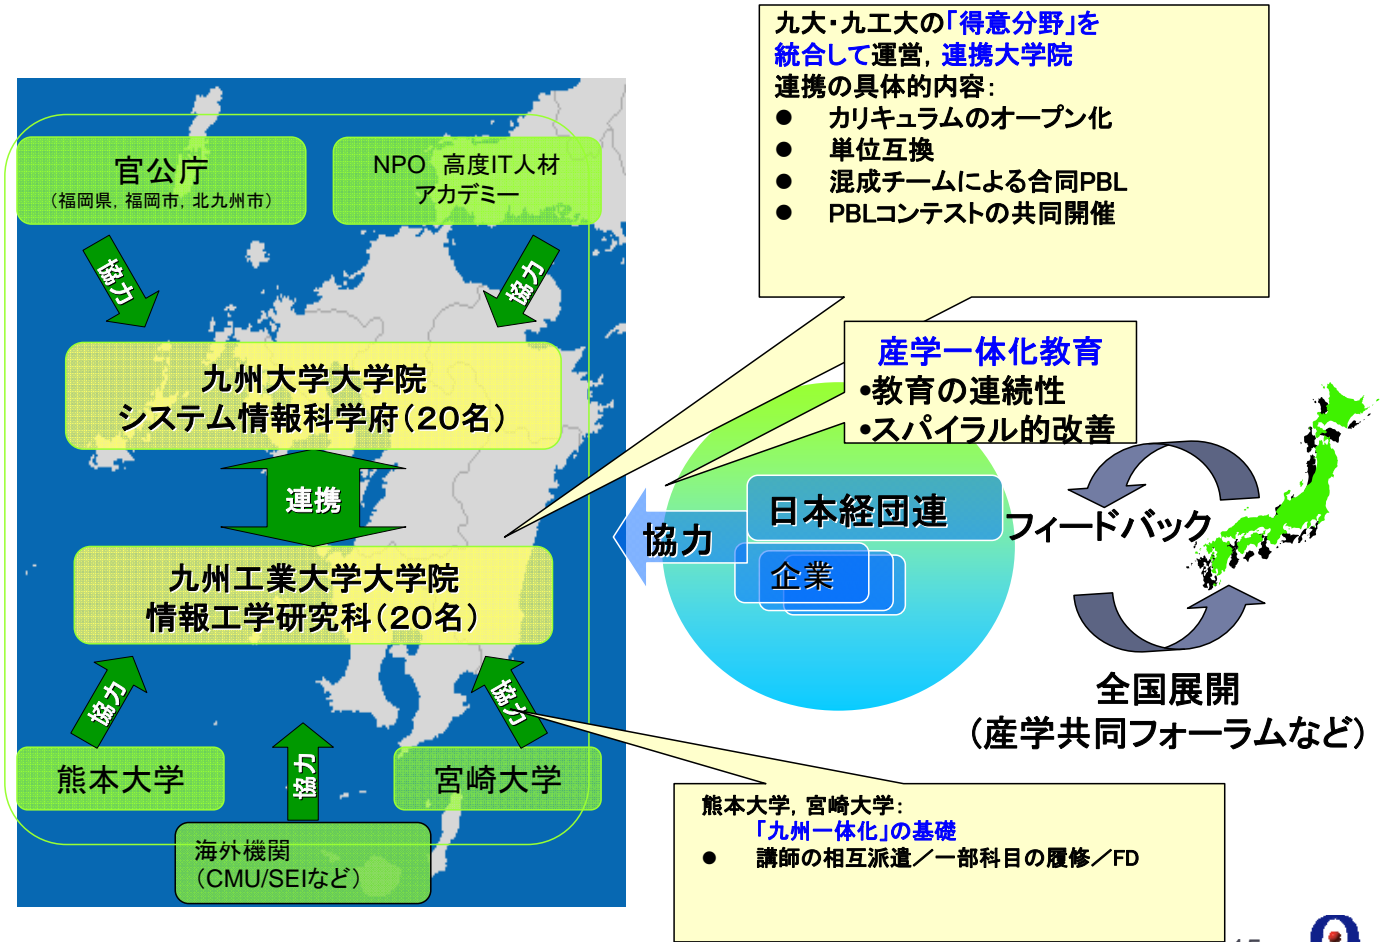 九大・九工大の「得意分野」を
統合して運営, 連携大学院
連携の具体的内容:
● カリキュラムのオープン化
● 単位互換
● 混成チームによる合同PBL
● PBLコンテストの共同開催
官公庁
（福岡県, 福岡市, 北九州市）
NPO 高度IT人材
アカデミー
協力
協力
九州大学大学院
システム情報科学府（２０名）
連携
九州工業大学大学院
情報工学研究科（２０名）
協力
協力
協力
熊本大学
宮崎大学
海外機関
（CMU/SEIなど）
産学一体化教育
•教育の連続性
•スパイラル的改善
協力
日本経団連
企業
フィードバック
全国展開
（産学共同フォーラムなど）
熊本大学, 宮崎大学:
「九州一体化」の基礎
● 講師の相互派遣／一部科目の履修／FD